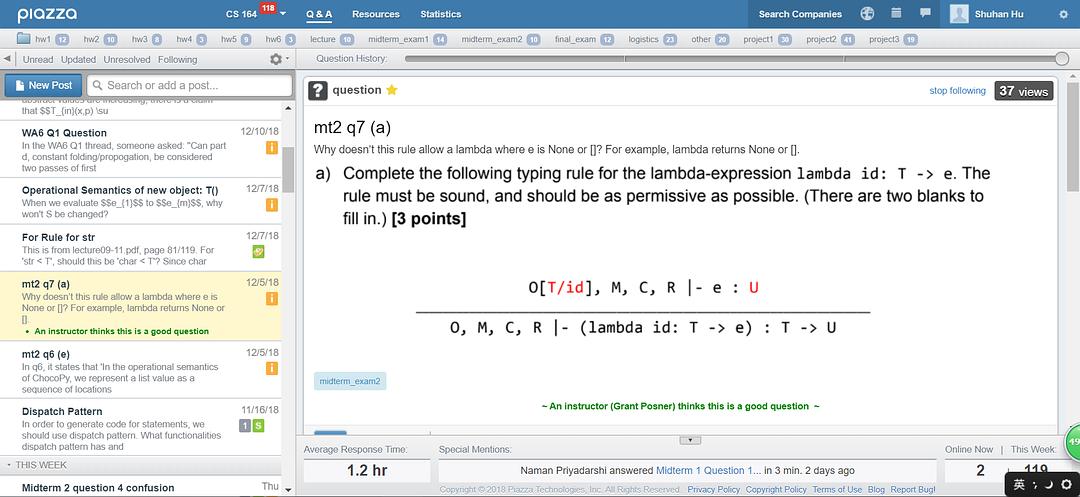 piazza
CS 164
118
Q & A
Resources
Statistics
Search Companies
Shuhan Hu
hw1 12
hw2 10
hw3 8
hw4 3
hw5 9
hw6 3
lecture 10
midterm_exam1 14
midterm_exam2 10
final_exam 12
logistics 23
other 20
project1 30
project2 41
project3 19
Unread Updated Unresolved Following
Question History:
New Post
Search or add a post...
abstract values are increasing, there is a claim
that $$T_{in}(x,p) \su
WA6 Q1 Question 12/10/18
In the WA6 Q1 thread, someone asked: "Can part
d, constant folding/propogation, be considered
two passes of first
i
Operational Semantics of new object: T() 12/7/18
When we evaluate $$e_{1}$$ to $$e_{m}$$, why
won't S be changed?
i
For Rule for str 12/7/18
This is from lecture09-11.pdf, page 81/119. For
'str < T', should this be 'char < T'? Since char
mt2 q7 (a) 12/5/18
Why doesn't this rule allow a lambda where e is
None or []? For example, lambda returns None or
[].
i
• An instructor thinks this is a good question
mt2 q6 (e) 12/5/18
In q6, it states that 'In the operational semantics
of ChocoPy, we represent a list value as a
sequence of locations
i
Dispatch Pattern 11/16/18
In order to generate code for statements, we
should use dispatch pattern. What functionalities
dispatch pattern has and
1 S
THIS WEEK
Midterm 2 question 4 confusion Thu
? question
stop following
37 views
mt2 q7 (a)
Why doesn't this rule allow a lambda where e is None or []? For example, lambda returns None or [].
a) Complete the following typing rule for the lambda-expression lambda id: T -> e. The
rule must be sound, and should be as permissive as possible. (There are two blanks to
fill in.) [3 points]
O[T/id], M, C, R |- e : U
O, M, C, R |- (lambda id: T -> e) : T -> U
midterm_exam2
~ An instructor (Grant Posner) thinks this is a good question ~
Average Response Time:
1.2 hr
Special Mentions:
Naman Priyadarshi answered Midterm 1 Question 1... in 3 min. 2 days ago
Online Now | This Week:
2
119
Copyright © 2018 Piazza Technologies, Inc. All Rights Reserved. Privacy Policy Copyright Policy Terms of Use Blog Report Bug!
49
英